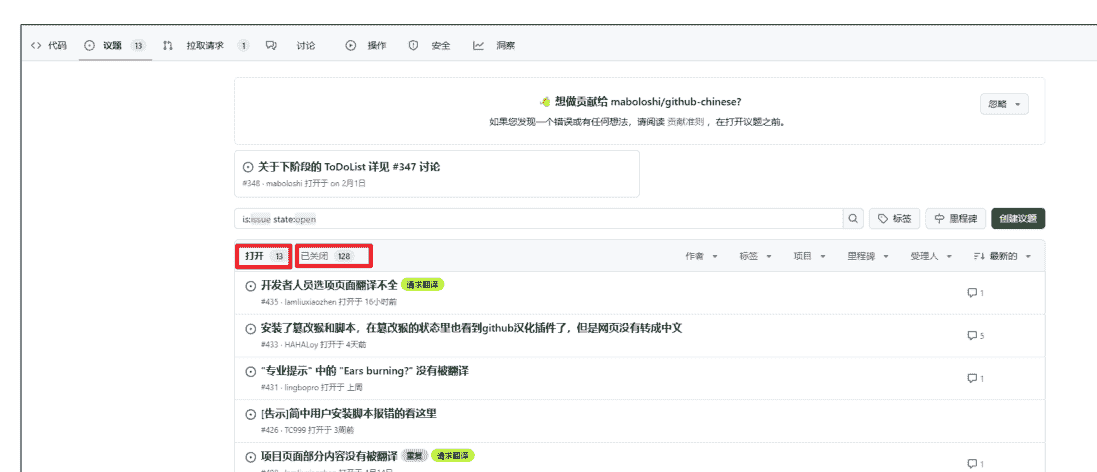 代码 议题 13 拉取请求 1 讨论 操作 安全 洞察
想做贡献给 maboloshi/github-chinese?
忽略
如果您发现一个错误或有任何想法，请阅读 贡献准则 ，在打开议题之前。
关于下阶段的 ToDoList 详见 #347 讨论
#348 · maboloshi 打开于 on 2月1日
is:issue state:open
标签 里程碑 创建议题
打开 13 已关闭 128 作者 标签 项目 里程碑 受理人 最新的
开发者人员选项页面翻译不全 请求翻译
#435 · lamliuxiaozhen 打开于 16小时前
1
安装了篡改猴和脚本，在篡改猴的状态里也看到github汉化插件了，但是网页没有转成中文
#433 · HAHALoy 打开于 4天前
5
"专业提示" 中的 "Ears burning?" 没有被翻译
#431 · lingbopro 打开于 上周
1
[告示]简中用户安装脚本报错的看这里
#426 · TC999 打开于 3周前
项目页面部分内容没有被翻译 重复 请求翻译
1